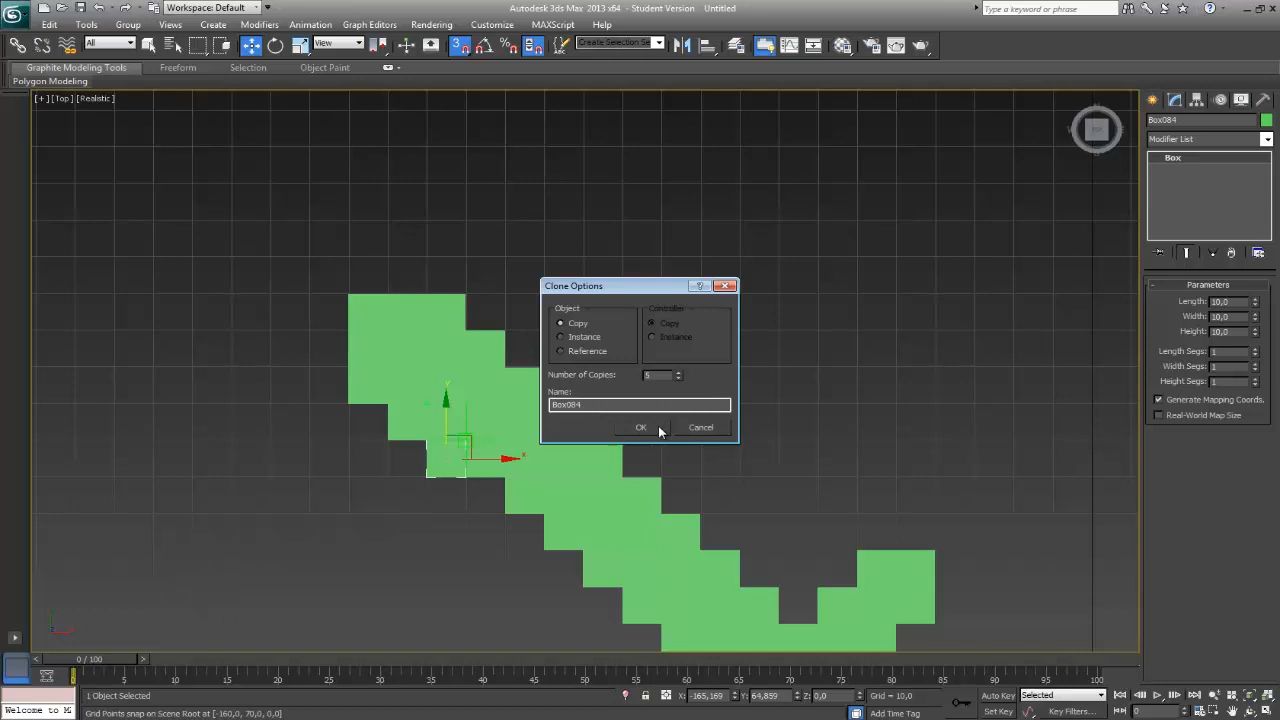 Workspace: Default
Autodesk 3ds Max 2013 x64 - Student Version Untitled
Type a keyword or phrase
Edit Tools Group Views Create Modifiers Animation Graph Editors Rendering Customize MAXScript Help
All View 3 Create Selection Se
Graphite Modeling Tools Freeform Selection Object Paint
Polygon Modeling
[+] [Top] [Realistic]
Box084
Modifier List
Box
Clone Options
Object Controller
Copy Copy
Instance Instance
Reference
Number of Copies: 5
Name:
Box084
OK Cancel
Parameters
Length: 10,0
Width: 10,0
Height: 10,0
Length Segs: 1
Width Segs: 1
Height Segs: 1
Generate Mapping Coords.
Real-World Map Size
y
x
0 / 100
5 10 15 20 25 30 35 40 45 50 55 60 65 70 75 80 85 90 95 100
1 Object Selected X: -165,169 Y: 64,859 Z: 0,0 Grid = 10,0 Auto Key Selected
Welcome to M Grid Points snap on Scene Root at [-160,0, 70,0, 0,0] Add Time Tag Set Key Key Filters... 0